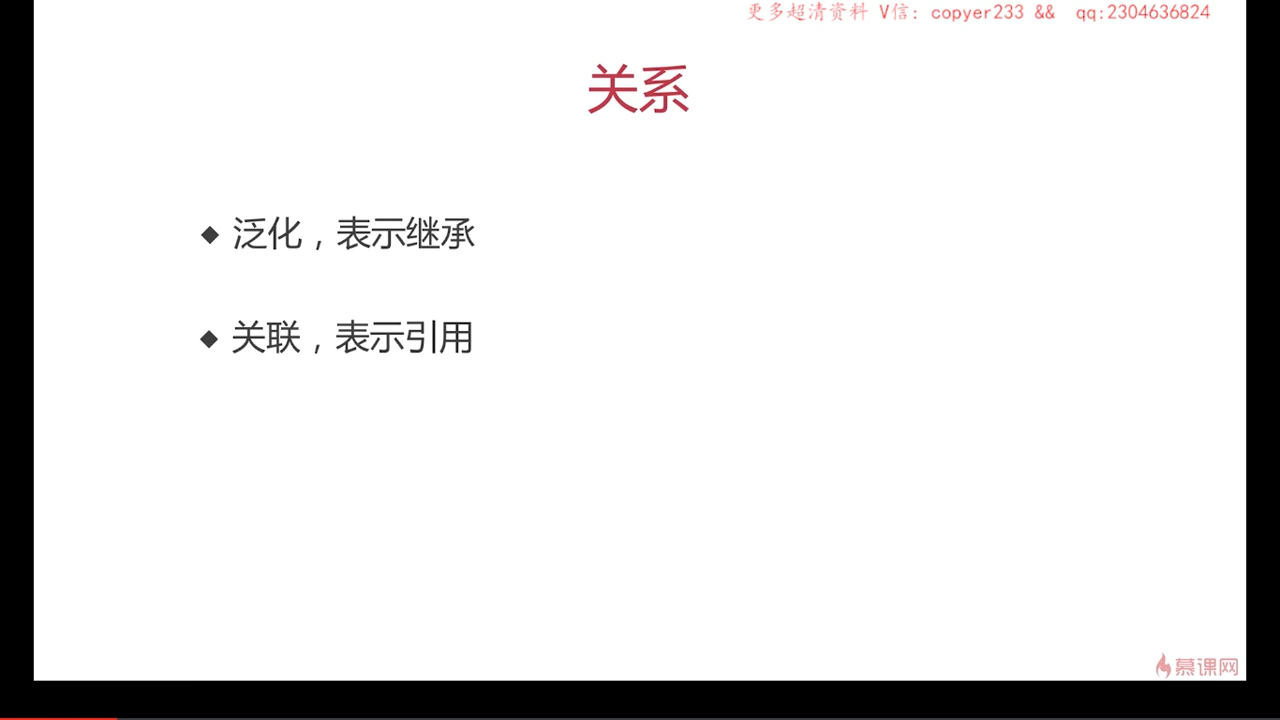 更多超清资料 V信: copyer233 && qq:2304636824
关系
◆ 泛化，表示继承
◆ 关联，表示引用
慕课网